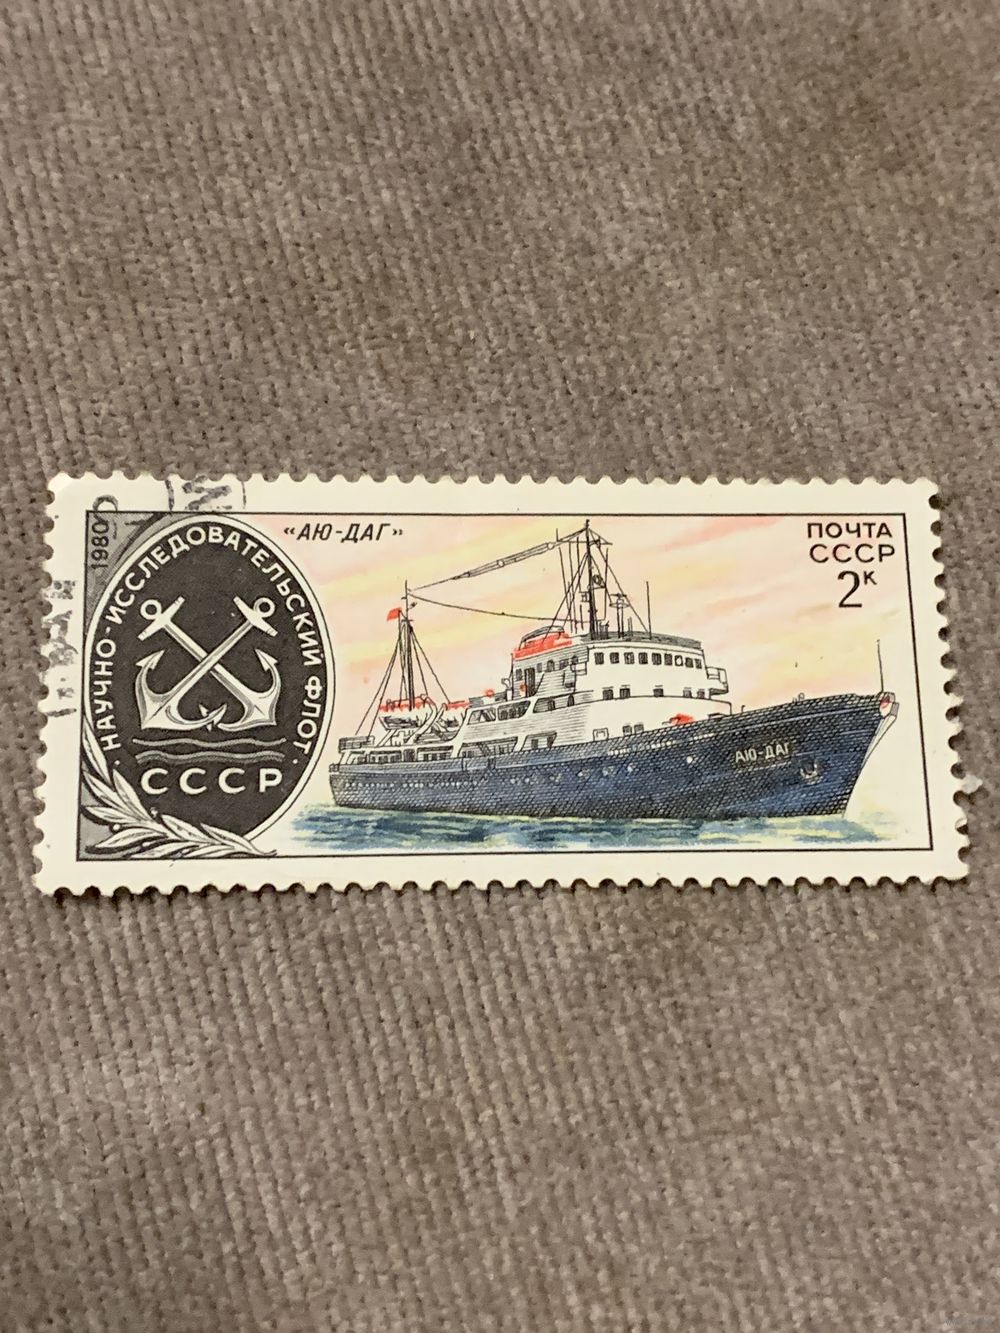 1980
НАУЧНО-ИССЛЕДОВАТЕЛЬСКИЙ ФЛОТ
СССР
«АЮ-ДАГ»
ПОЧТА
СССР
2к
АЮ-ДАГ